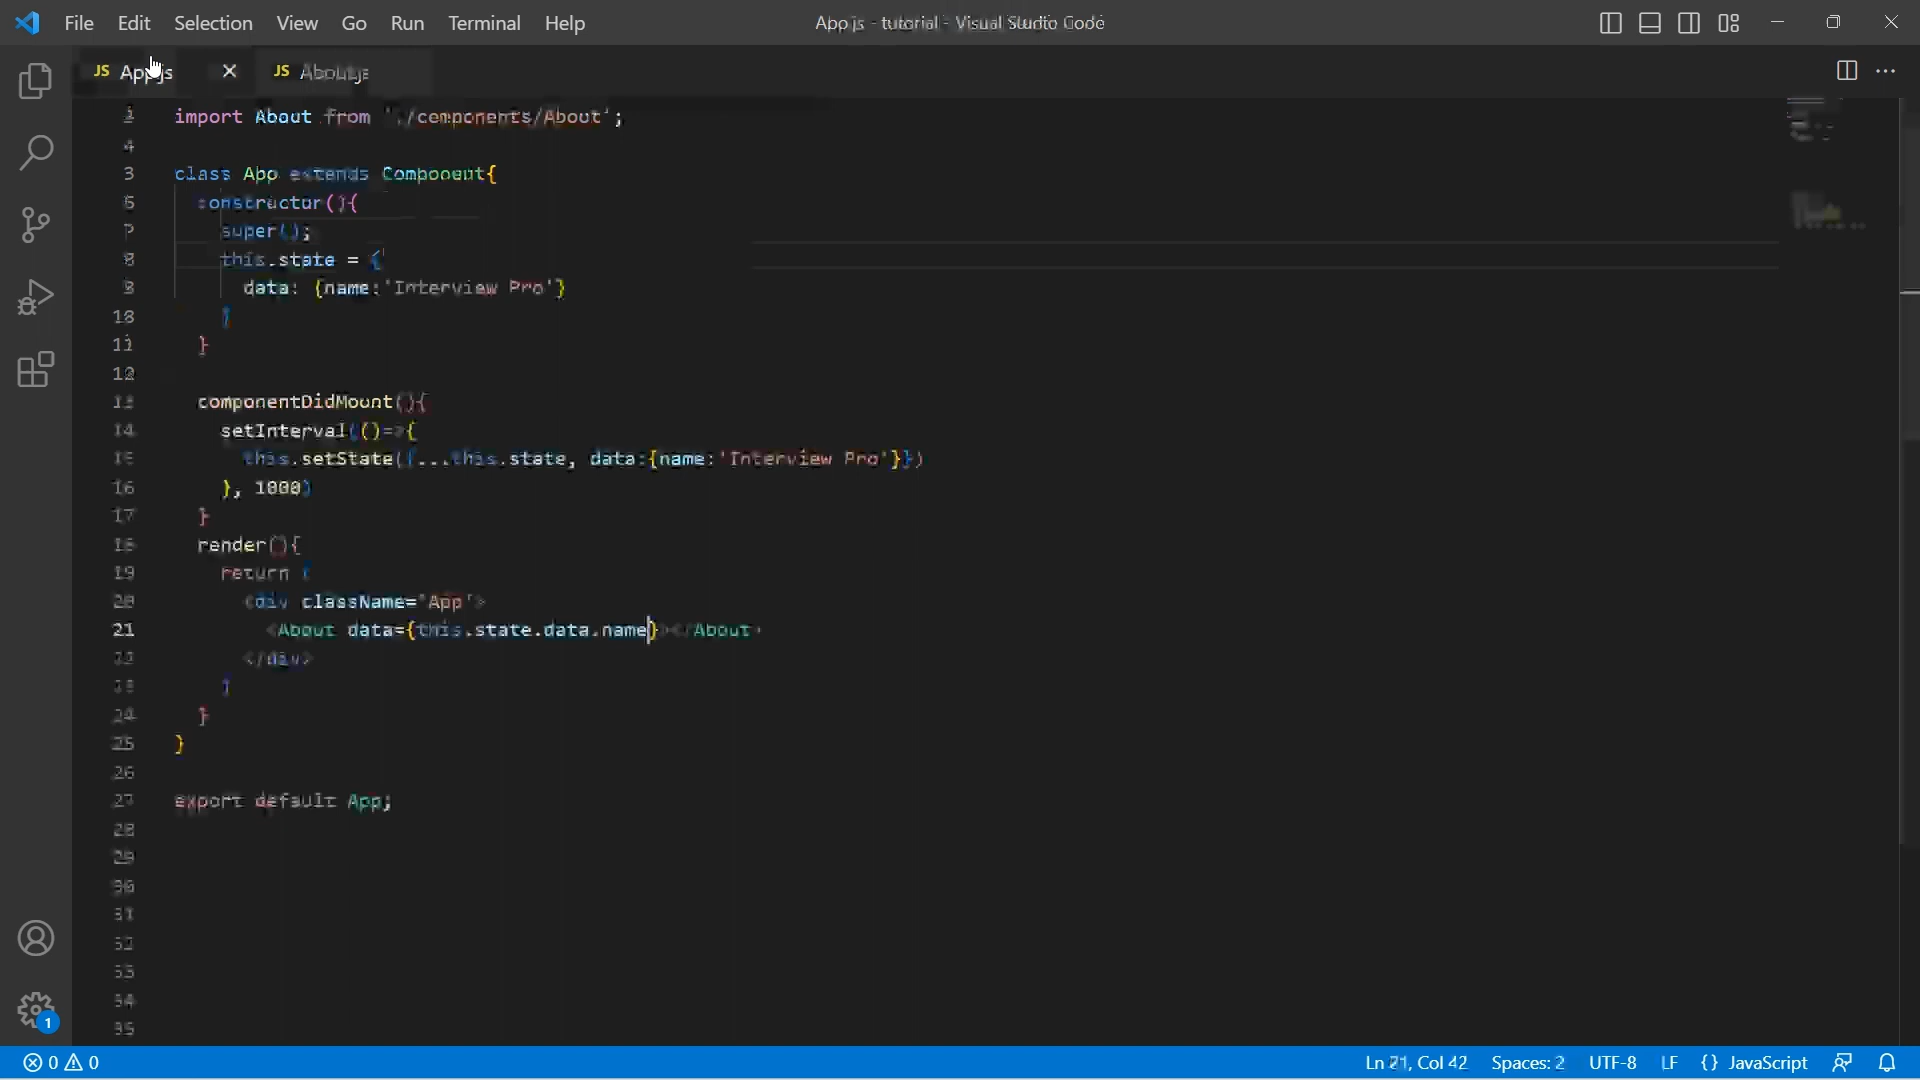 File Edit Selection View Go Run Terminal Help
App.js - tutorial - Visual Studio Code
JS App.js
JS About.js
import About from './components/About';
class App extends Component{
constructor(){
super();
this.state = {
data: {name:'Interview Pro'}
}
}
componentDidMount(){
setInterval(()=>{
this.setState({...this.state, data:{name:'Interview Pro'}})
}, 1000)
}
render(){
return (
<div className='App'>
<About data={this.state.data.name}></About>
</div>
)
}
}
export default App;
1
0 0
Ln 21, Col 42 Spaces: 2 UTF-8 LF {} JavaScript